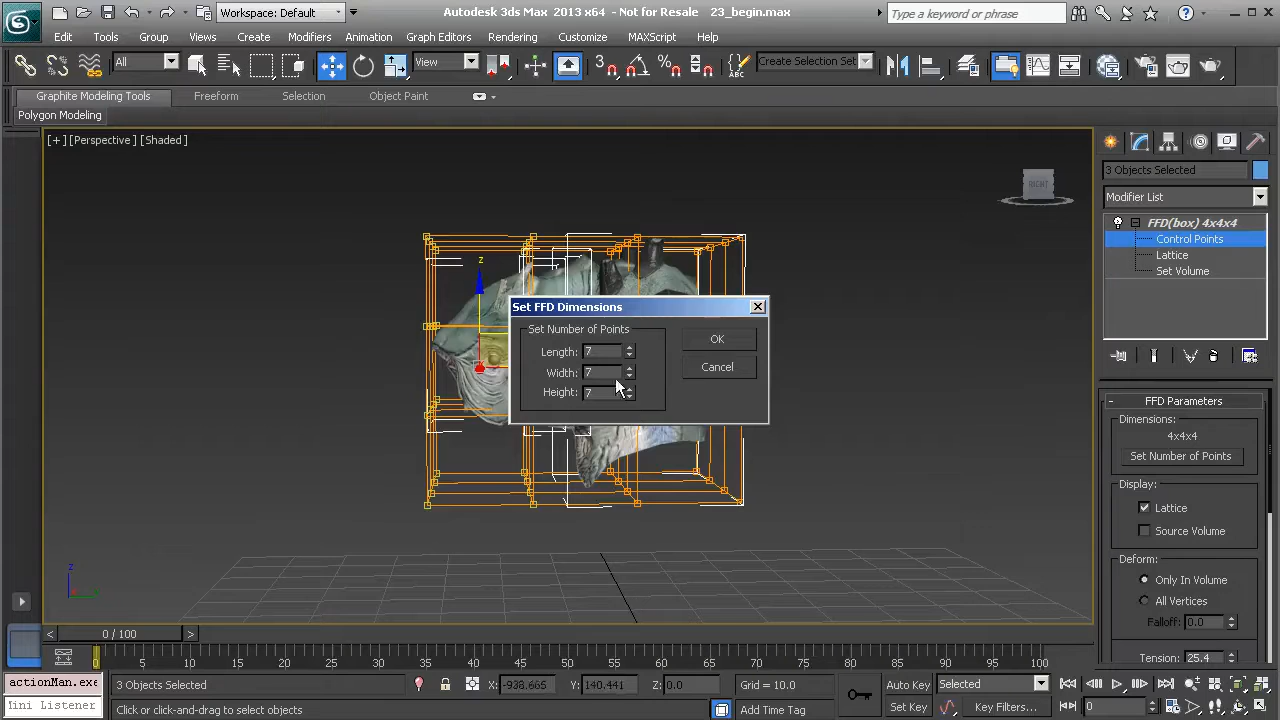 Workspace: Default
Autodesk 3ds Max 2013 x64 - Not for Resale 23_begin.max
Type a keyword or phrase
Edit Tools Group Views Create Modifiers Animation Graph Editors Rendering Customize MAXScript Help
All
View
Create Selection Set
Graphite Modeling Tools Freeform Selection Object Paint
Polygon Modeling
[+] [Perspective] [Shaded]
RIGHT
3 Objects Selected
Modifier List
FFD(box) 4x4x4
Control Points
Lattice
Set Volume
z
Set FFD Dimensions
Set Number of Points
Length: 7
Width: 7
Height: 7
OK
Cancel
FFD Parameters
Dimensions:
4x4x4
Set Number of Points
Display:
Lattice
Source Volume
Deform:
Only In Volume
All Vertices
Falloff: 0.0
Tension: 25.4
z
0 / 100
0 5 10 15 20 25 30 35 40 45 50 55 60 65 70 75 80 85 90 95 100
actionMan.exe
3 Objects Selected
X: -938.665
Y: 140.441
Z: 0.0
Grid = 10.0
Auto Key
Selected
Mini Listener
Click or click-and-drag to select objects
Add Time Tag
Set Key
Key Filters...
0